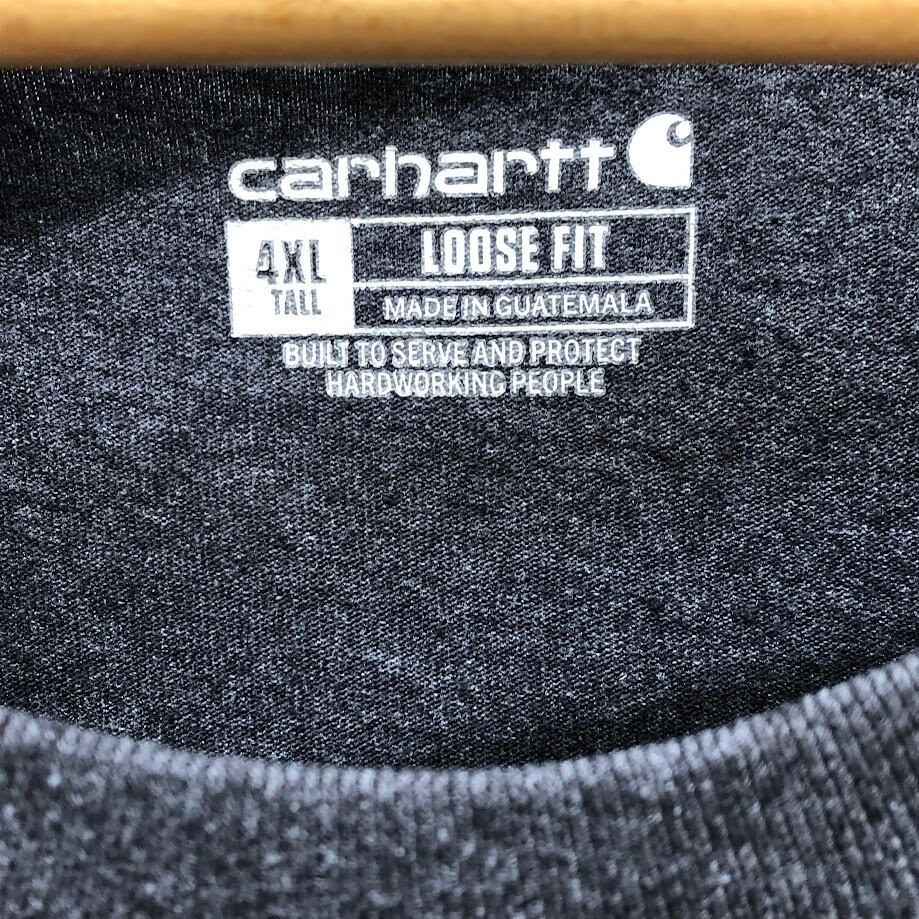 carhartt
4XL
TALL
LOOSE FIT
MADE IN GUATEMALA
BUILT TO SERVE AND PROTECT
HARDWORKING PEOPLE